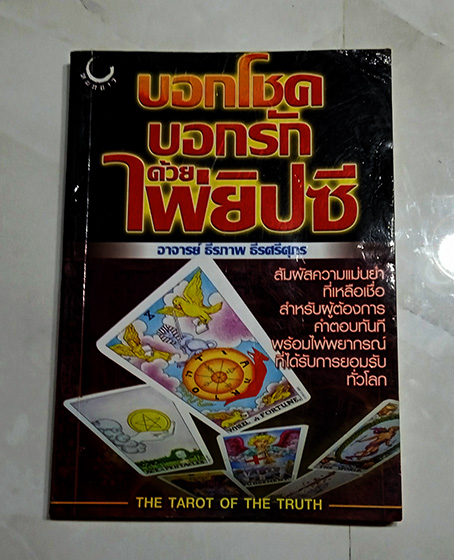 บอกโชค
บอกรัก
ด้วย
ไพ่ยิปซี
อาจารย์ ธีรภาพ ธีรศรีศุภร
สัมผัสความแม่นยำ
ที่เหลือเชื่อ
สำหรับผู้ต้องการ
คำตอบทันที
พร้อมไพ่พยากรณ์
ที่ได้รับการยอมรับ
ทั่วโลก
X
WHEEL of FORTUNE
THE TAROT OF THE TRUTH